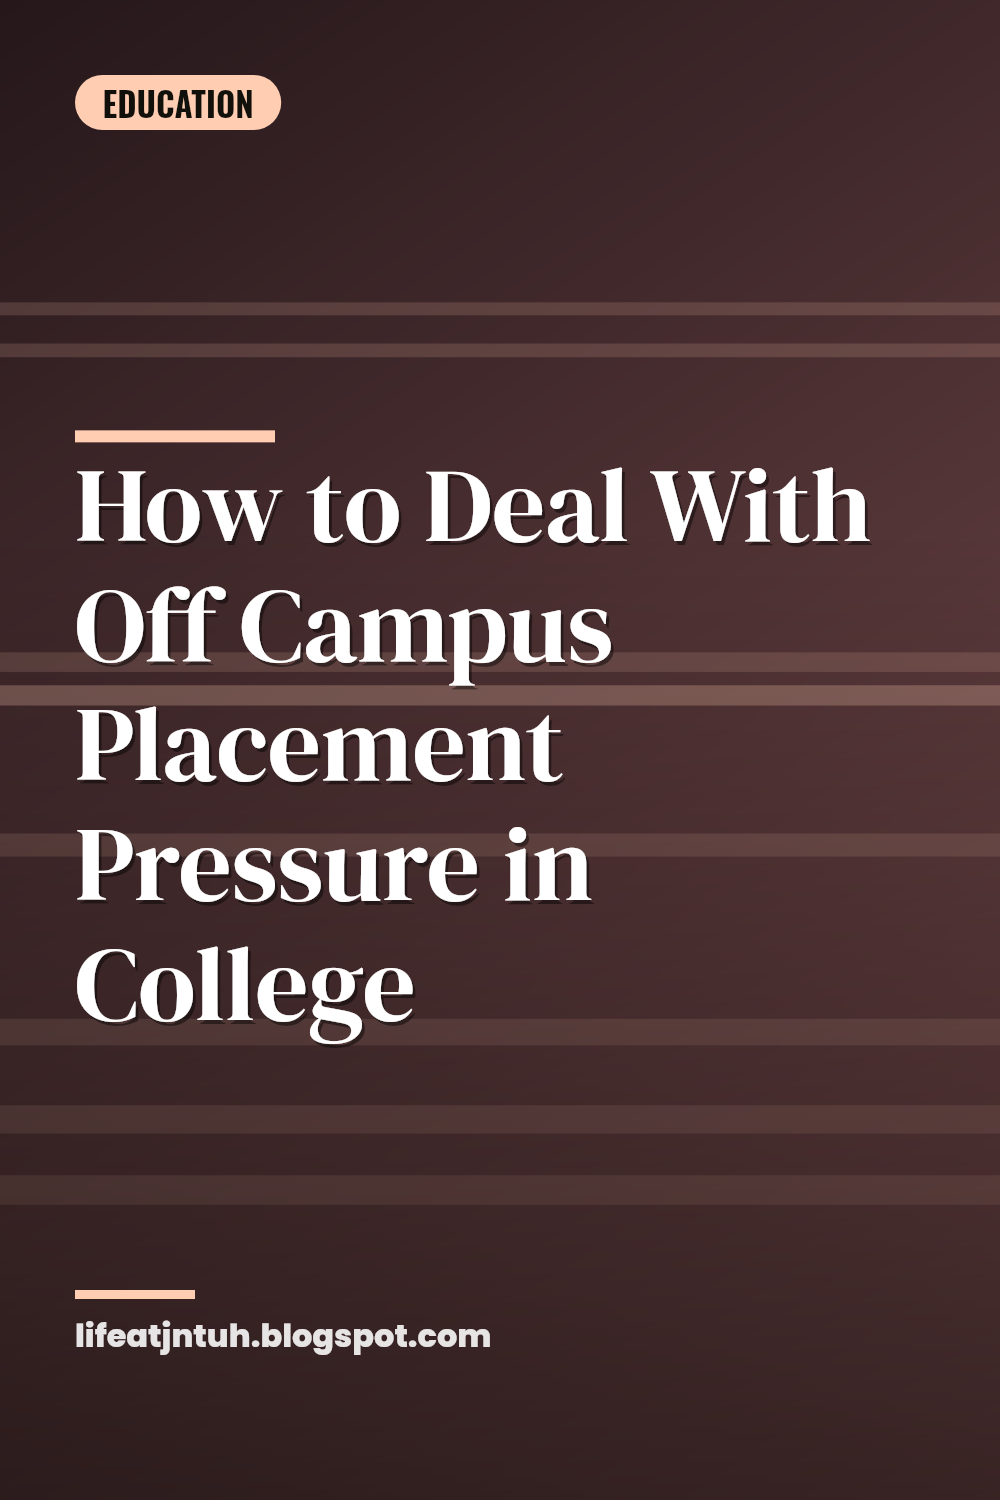 EDUCATION
How to Deal With
Off Campus
Placement
Pressure in
College
lifeatjntuh.blogspot.com